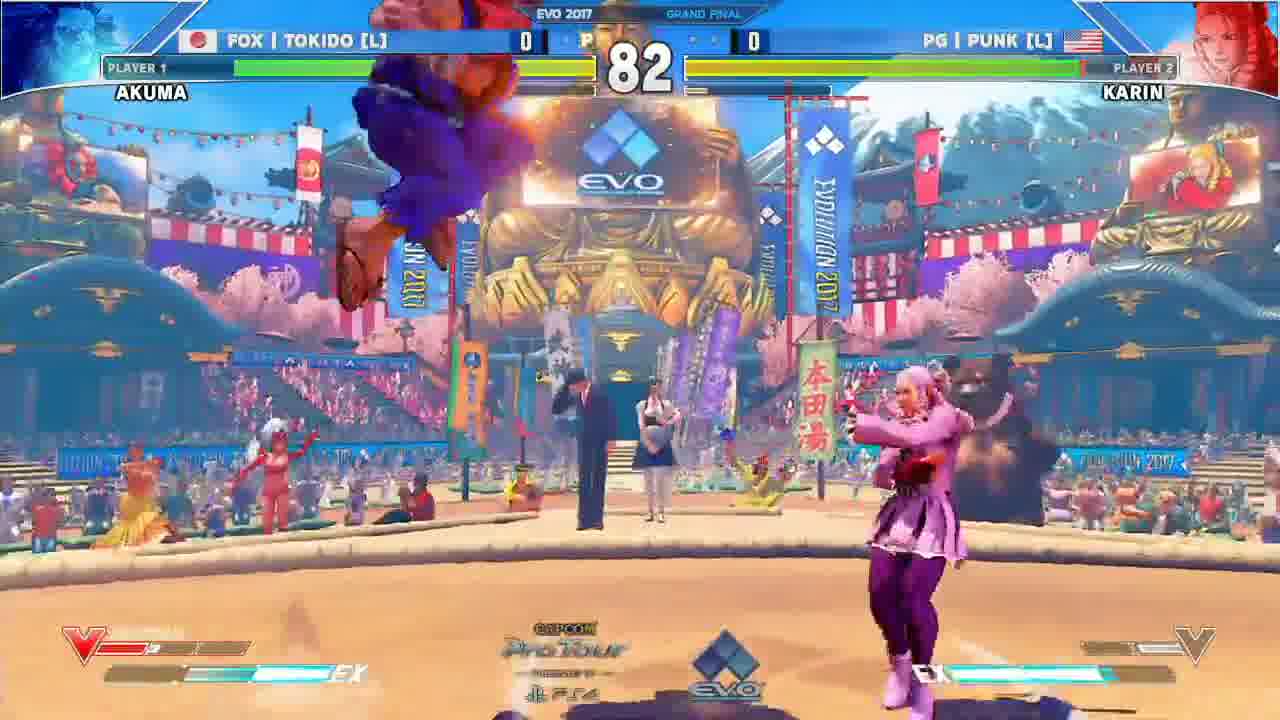 EVO 2017
GRAND FINAL
FOX | TOKIDO [L]
0
P
82
0
PG | PUNK [L]
PLAYER 1
PLAYER 2
AKUMA
KARIN
EVO
2017
2017
本田湯
CAPCOM
Pro Tour
PS4
EVO
EX
EX